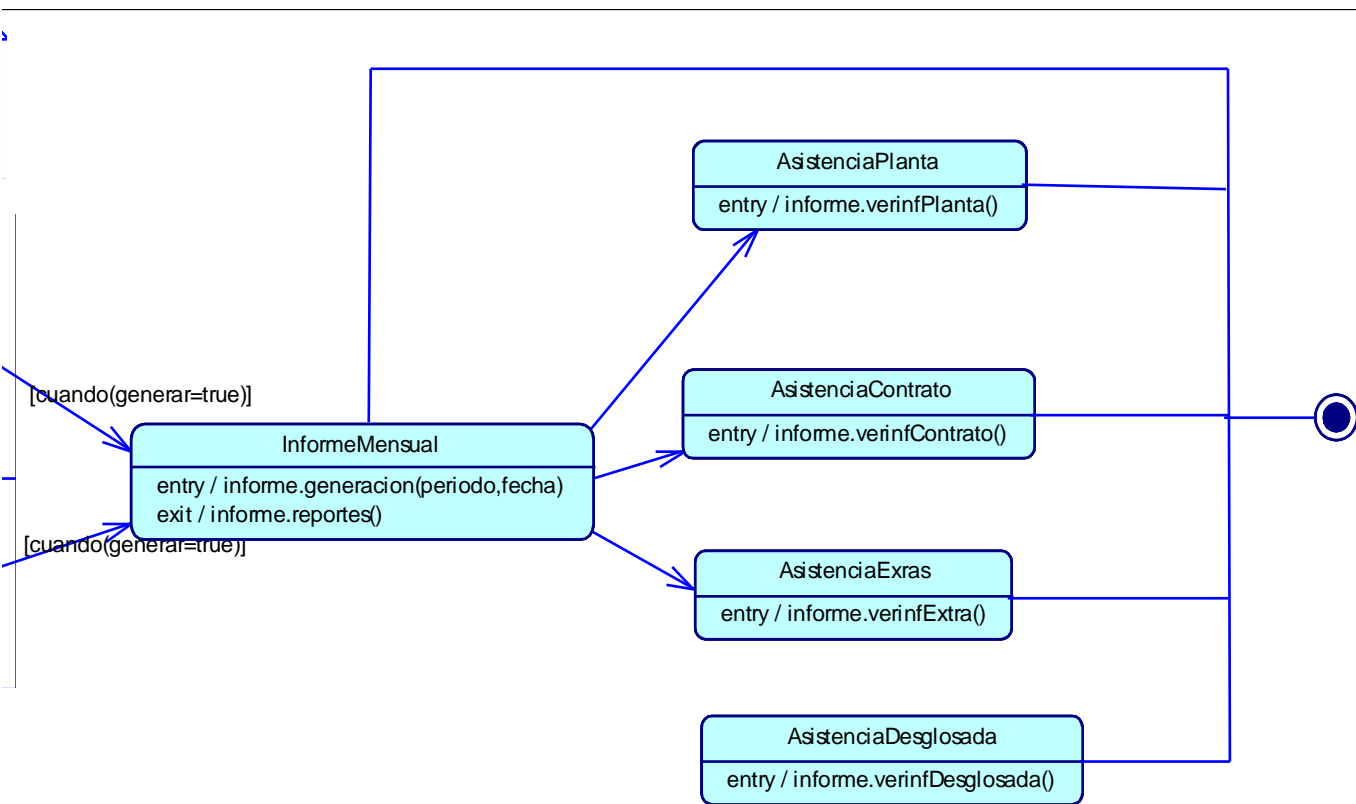 AsistenciaPlanta
entry / informe.verinfPlanta()
[cuando(generar=true)]
AsistenciaContrato
entry / informe.verinfContrato()
InformeMensual
entry / informe.generacion(periodo,fecha)
exit / informe.reportes()
[cuando(generar=true)]
AsistenciaExras
entry / informe.verinfExtra()
AsistenciaDesglosada
entry / informe.verinfDesglosada()